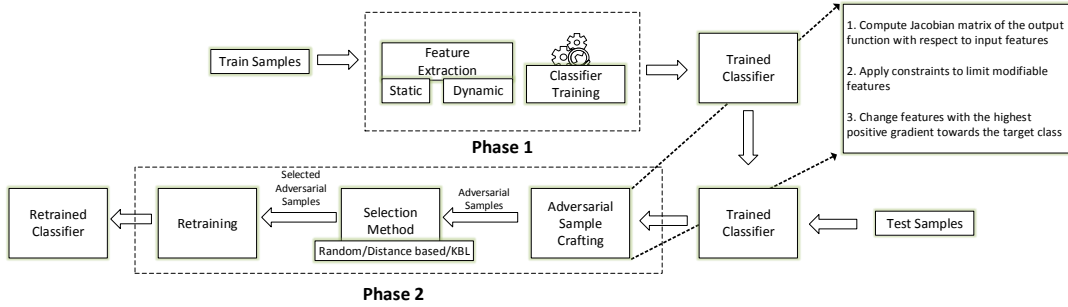 Train Samples
Feature
Extraction
Static
Dynamic
Classifier
Training
Phase 1
Trained
Classifier
1. Compute Jacobian matrix of the output
function with respect to input features
2. Apply constraints to limit modifiable
features
3. Change features with the highest
positive gradient towards the target class
Retrained
Classifier
Retraining
Selected
Adversarial
Samples
Selection
Method
Random/Distance based/KBL
Adversarial
Samples
Adversarial
Sample
Crafting
Trained
Classifier
Test Samples
Phase 2